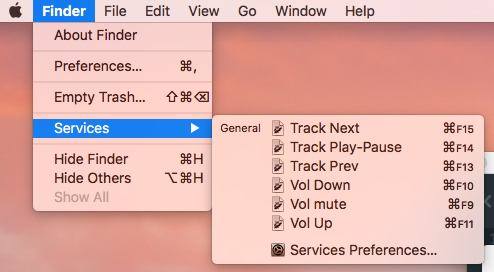 Finder File Edit View Go Window Help
About Finder
Preferences... ⌘,
Empty Trash... ⇧⌘⌫
Services ▶
Hide Finder ⌘H
Hide Others ⌥⌘H
Show All
General Track Next ⌘F15
Track Play-Pause ⌘F14
Track Prev ⌘F13
Vol Down ⌘F10
Vol mute ⌘F9
Vol Up ⌘F11
Services Preferences...